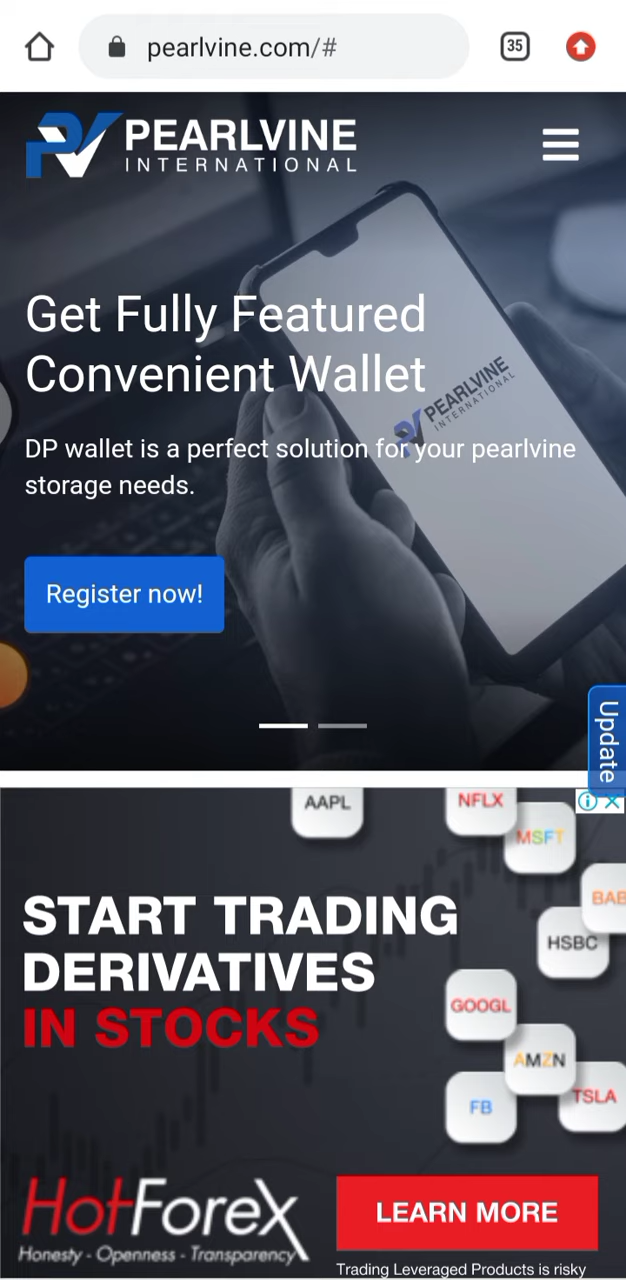 pearlvine.com/#
35
PEARLVINE
INTERNATIONAL
Get Fully Featured
Convenient Wallet
PEARLVINE
INTERNATIONAL
DP wallet is a perfect solution for your pearlvine
storage needs.
Register now!
Update
AAPL
NFLX
MSFT
BAB
HSBC
START TRADING
DERIVATIVES
IN STOCKS
GOOGL
AMZN
TSLA
FB
HotForeX
Honesty - Openness - Transparency
LEARN MORE
Trading Leveraged Products is risky